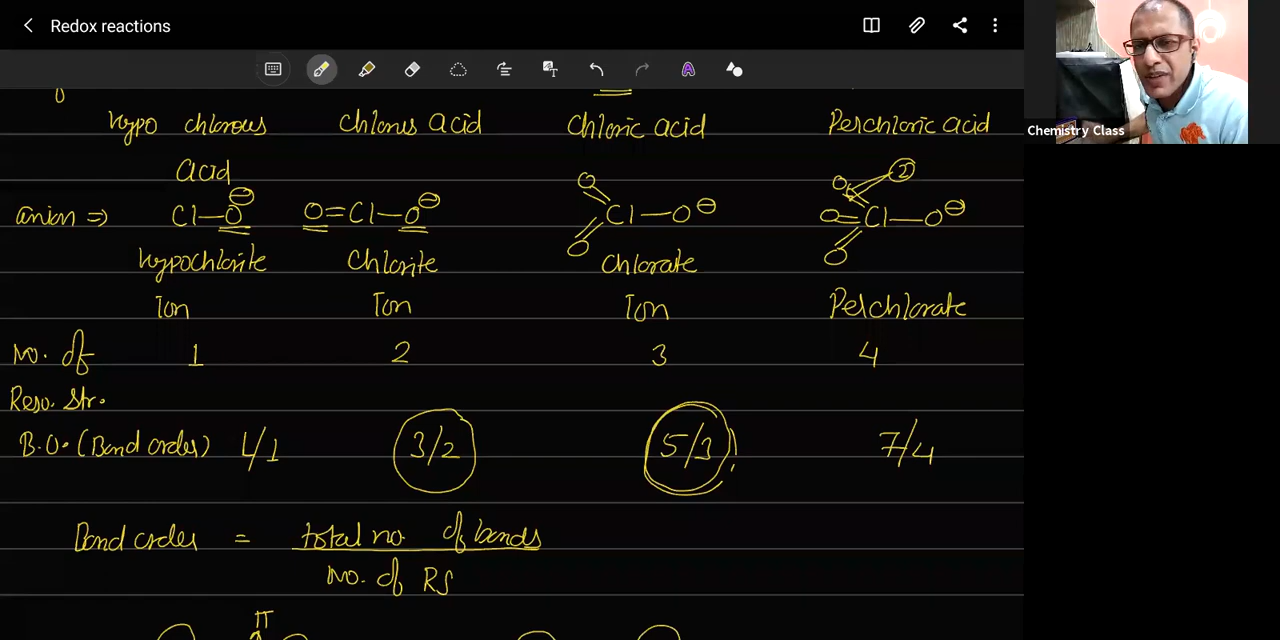 Redox reactions
Chemistry Class
hypo chlorous Chlorus acid Chloric acid Perchloric acid
Acid
anion ⇒ Cl—O⊖ O=Cl—O⊖ O Cl—O⊖ O O=Cl—O⊖ 2
O O
hypochlorite Chlorite Chlorate
Ion Ion Ion Perchlorate
No. of 1 2 3 4
Reso. Str.
B.O. (Bond order) 1/1 3/2 5/3 7/4
Bond order = total no. of bonds
No. of RS
π